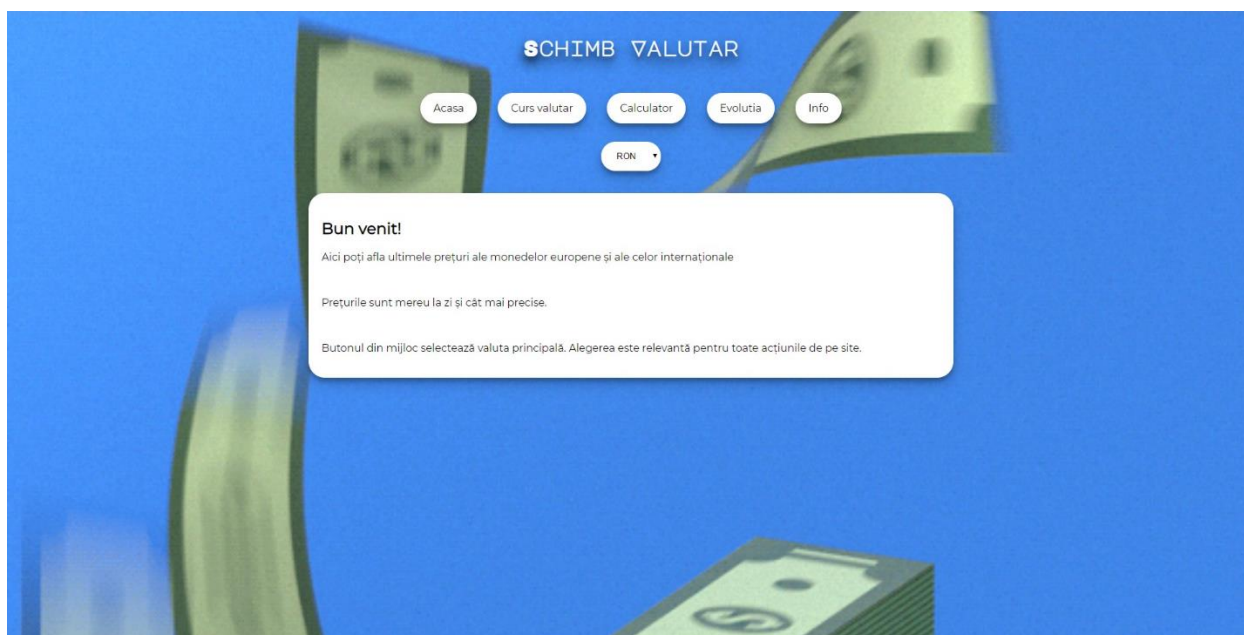 SCHIMB VALUTAR
Acasa Curs valutar Calculator Evolutia Info
RON
Bun venit!
Aici poți afla ultimele prețuri ale monedelor europene și ale celor internaționale
Prețurile sunt mereu la zi și cât mai precise.
Butonul din mijloc selectează valuta principală. Alegerea este relevantă pentru toate acțiunile de pe site.